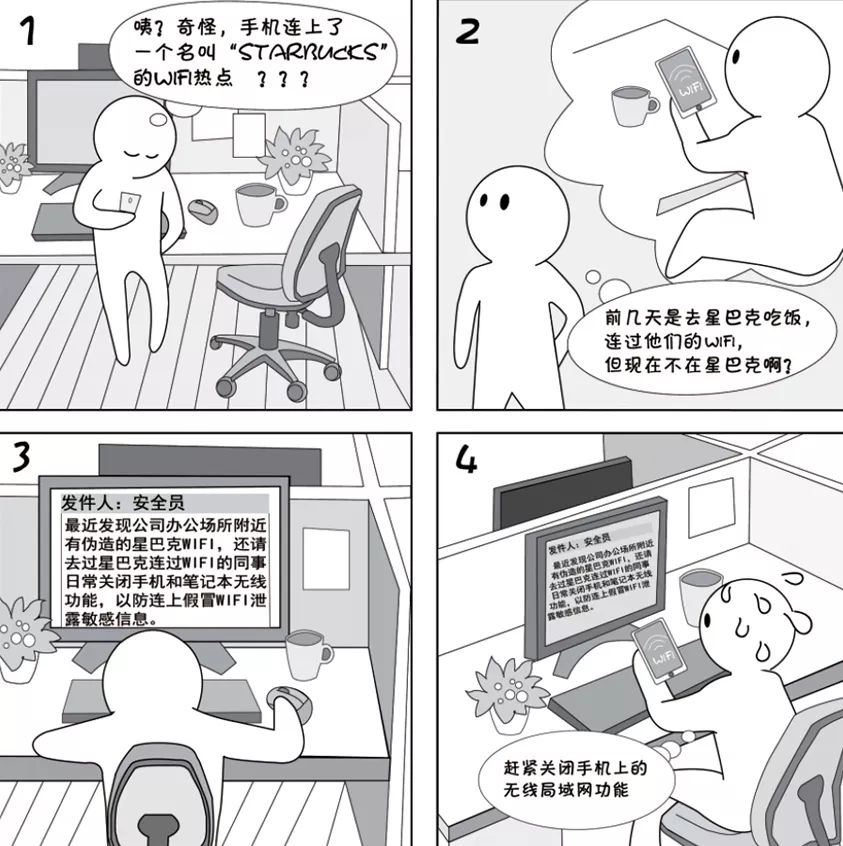 1
咦？奇怪，手机连上了
一个名叫“STARBUCKS”
的WIFI热点 ？？？
2
WIFI
前几天是去星巴克吃饭，
连过他们的WIFI，
但现在不在星巴克啊？
3
发件人：安全员
最近发现公司办公场所附近
有伪造的星巴克WIFI，还请
去过星巴克连过WIFI的同事
日常关闭手机和笔记本无线
功能，以防连上假冒WIFI泄
露敏感信息。
4
发件人：安全员
最近发现公司办公场所附近
有伪造的星巴克WIFI，还请
去过星巴克连过WIFI的同事
日常关闭手机和笔记本无线
功能，以防连上假冒WIFI泄
露敏感信息。
WIFI
赶紧关闭手机上的
无线局域网功能